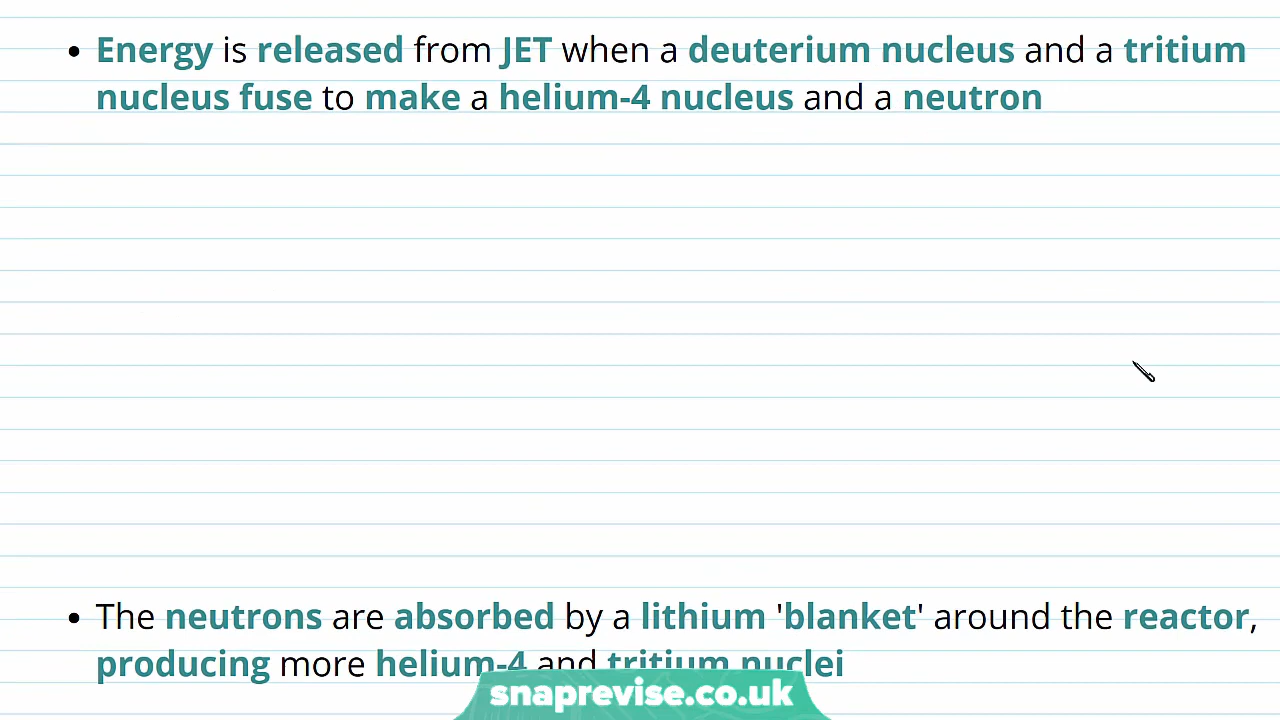 • Energy is released from JET when a deuterium nucleus and a tritium
nucleus fuse to make a helium-4 nucleus and a neutron
• The neutrons are absorbed by a lithium 'blanket' around the reactor,
producing more helium-4 and tritium nuclei
snaprevise.co.uk